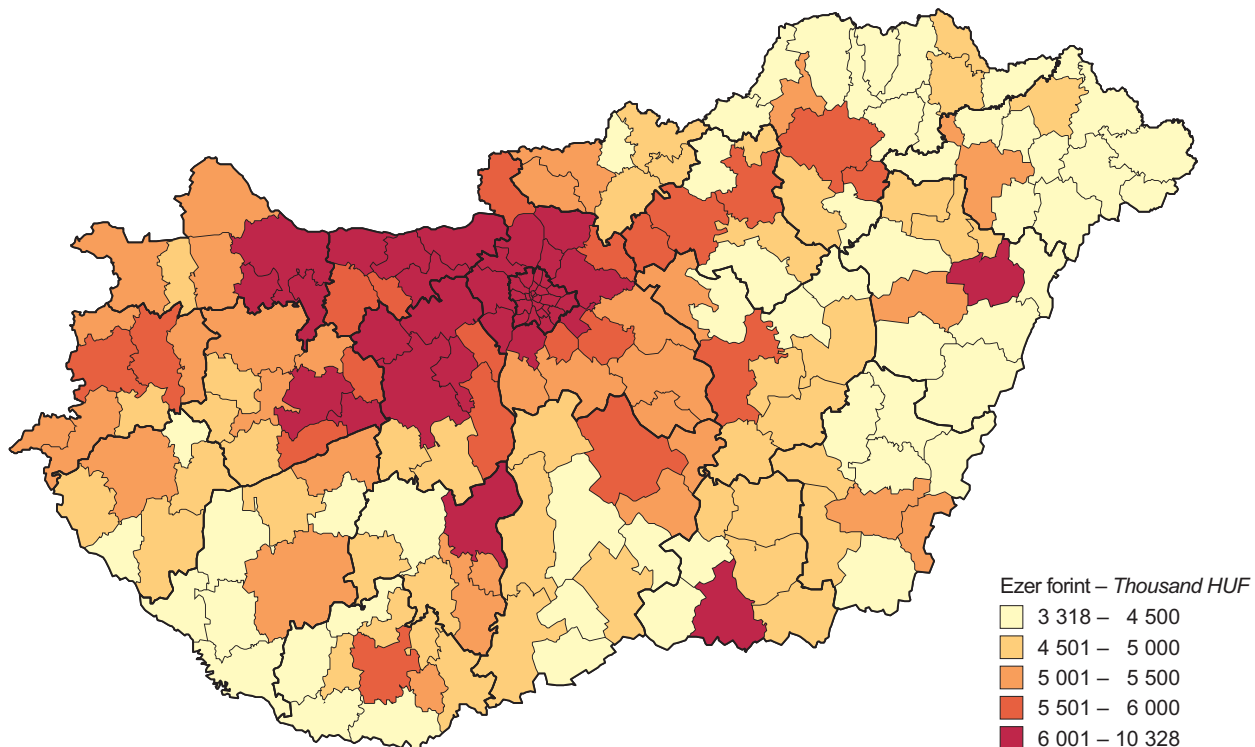 Ezer forint – Thousand HUF
3 318 – 4 500
4 501 – 5 000
5 001 – 5 500
5 501 – 6 000
6 001 – 10 328